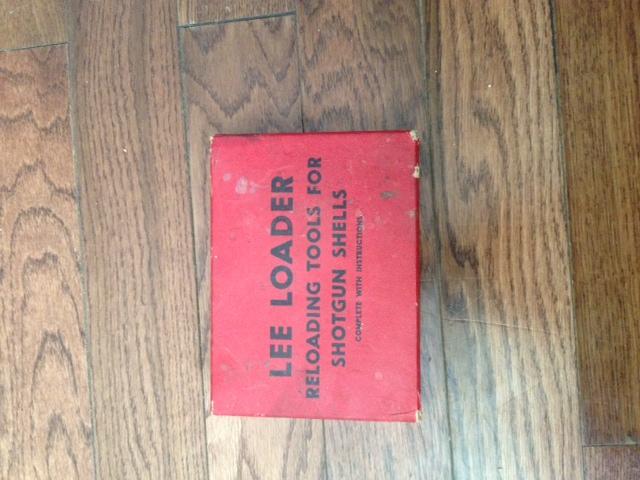 LEE LOADER
RELOADING TOOLS FOR
SHOTGUN SHELLS
COMPLETE WITH INSTRUCTIONS